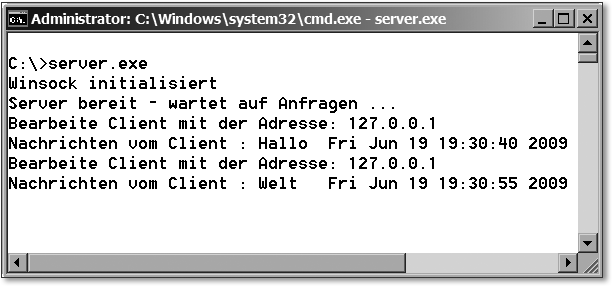 Administrator: C:\Windows\system32\cmd.exe - server.exe
C:\>server.exe
Winsock initialisiert
Server bereit - wartet auf Anfragen ...
Bearbeite Client mit der Adresse: 127.0.0.1
Nachrichten vom Client : Hallo  Fri Jun 19 19:30:40 2009
Bearbeite Client mit der Adresse: 127.0.0.1
Nachrichten vom Client : Welt   Fri Jun 19 19:30:55 2009